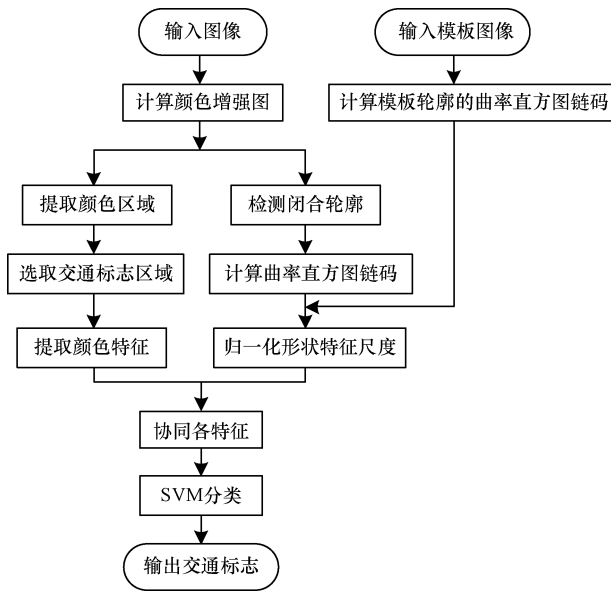 输入图像
输入模板图像
计算颜色增强图
计算模板轮廓的曲率直方图链码
提取颜色区域
检测闭合轮廓
选取交通标志区域
计算曲率直方图链码
提取颜色特征
归一化形状特征尺度
协同各特征
SVM分类
输出交通标志